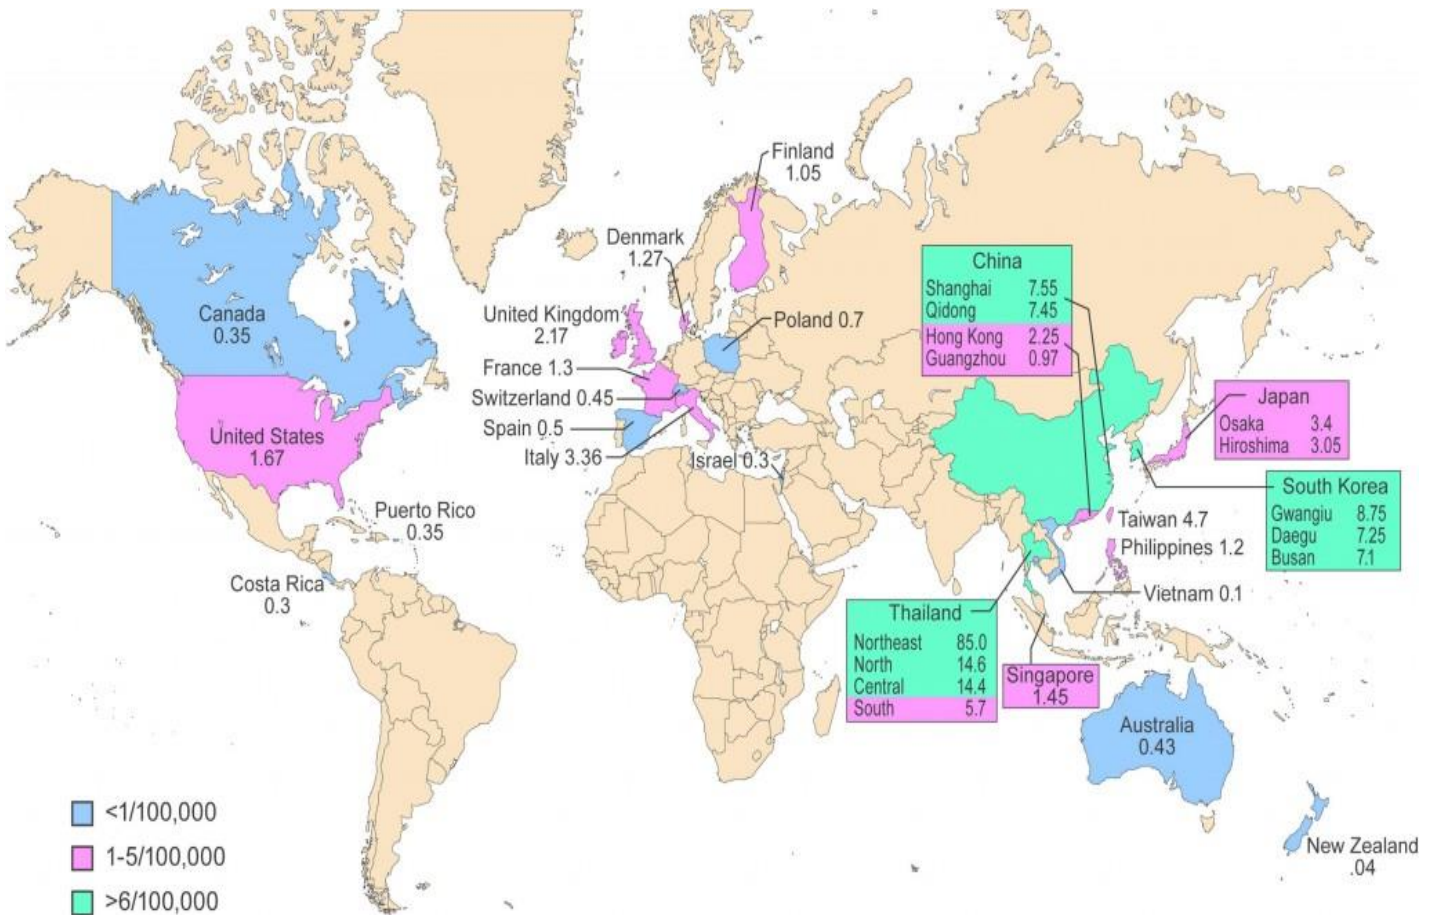 Finland
1.05
Denmark
1.27
Canada
0.35
United Kingdom
2.17
Poland 0.7
France 1.3
Switzerland 0.45
Spain 0.5
Italy 3.36
Israel 0.3
United States
1.67
Puerto Rico
0.35
Costa Rica
0.3
China
Shanghai 7.55
Qidong 7.45
Hong Kong 2.25
Guangzhou 0.97
Japan
Osaka 3.4
Hiroshima 3.05
South Korea
Gwangiu 8.75
Daegu 7.25
Busan 7.1
Taiwan 4.7
Philippines 1.2
Vietnam 0.1
Thailand
Northeast 85.0
North 14.6
Central 14.4
South 5.7
Singapore
1.45
Australia
0.43
New Zealand
.04
<1/100,000
1-5/100,000
>6/100,000